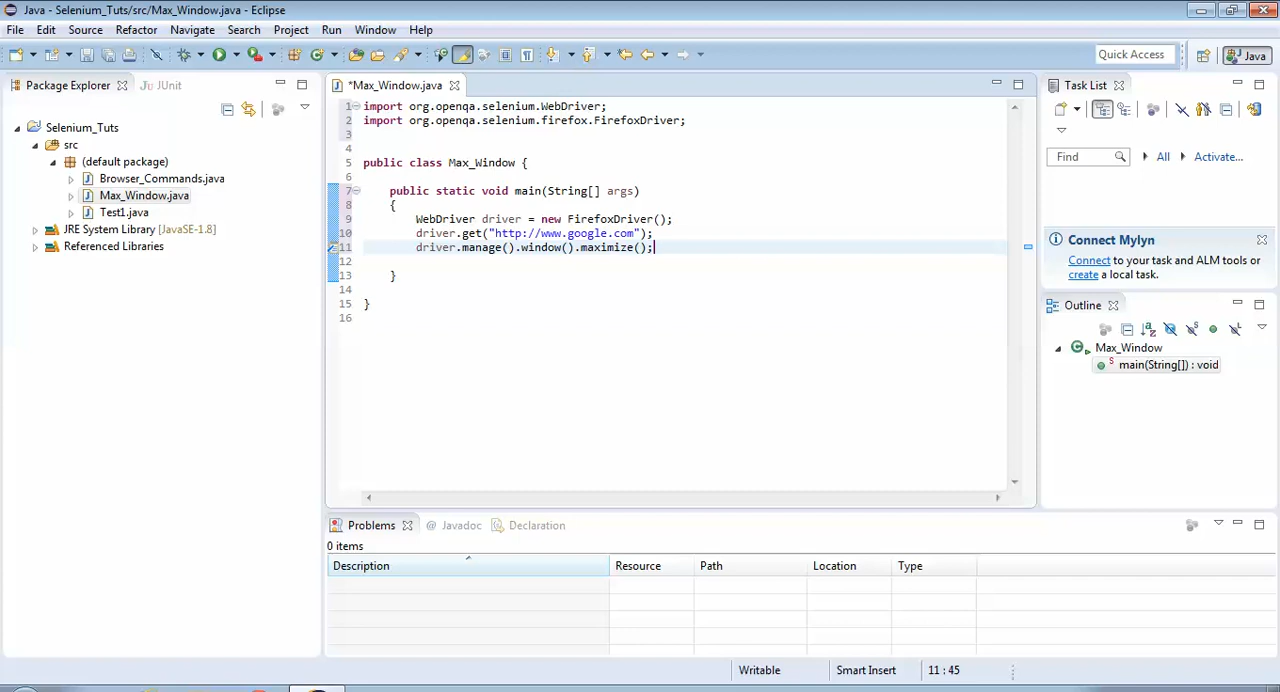 Java - Selenium_Tuts/src/Max_Window.java - Eclipse
File Edit Source Refactor Navigate Search Project Run Window Help
Quick Access
Java
Package Explorer
JUnit
Selenium_Tuts
src
(default package)
Browser_Commands.java
Max_Window.java
Test1.java
JRE System Library [JavaSE-1.8]
Referenced Libraries
*Max_Window.java
1 import org.openqa.selenium.WebDriver;
2 import org.openqa.selenium.firefox.FirefoxDriver;
3
4
5 public class Max_Window {
6
7 public static void main(String[] args)
8 {
9 WebDriver driver = new FirefoxDriver();
10 driver.get("http://www.google.com");
11 driver.manage().window().maximize();
12
13 }
14
15 }
16
Task List
Find All Activate...
Connect Mylyn
Connect to your task and ALM tools or
create a local task.
Outline
Max_Window
main(String[]) : void
Problems @ Javadoc Declaration
0 items
Description Resource Path Location Type
Writable Smart Insert 11 : 45